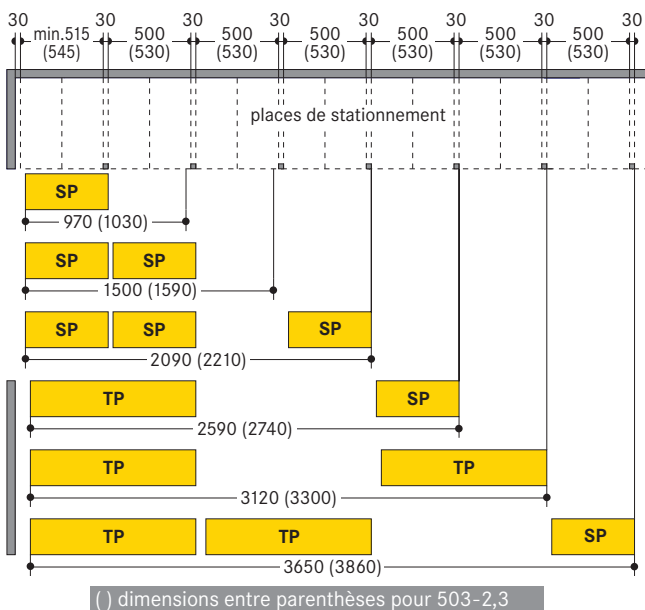 30 min.515 30 500 30 500 30 500 30 500 30 500 30 500 30
(545) (530) (530) (530) (530) (530) (530)
places de stationnement
SP
970 (1030)
SP SP
1500 (1590)
SP SP SP
2090 (2210)
TP SP
2590 (2740)
TP TP
3120 (3300)
TP TP SP
3650 (3860)
( ) dimensions entre parenthèses pour 503-2,3